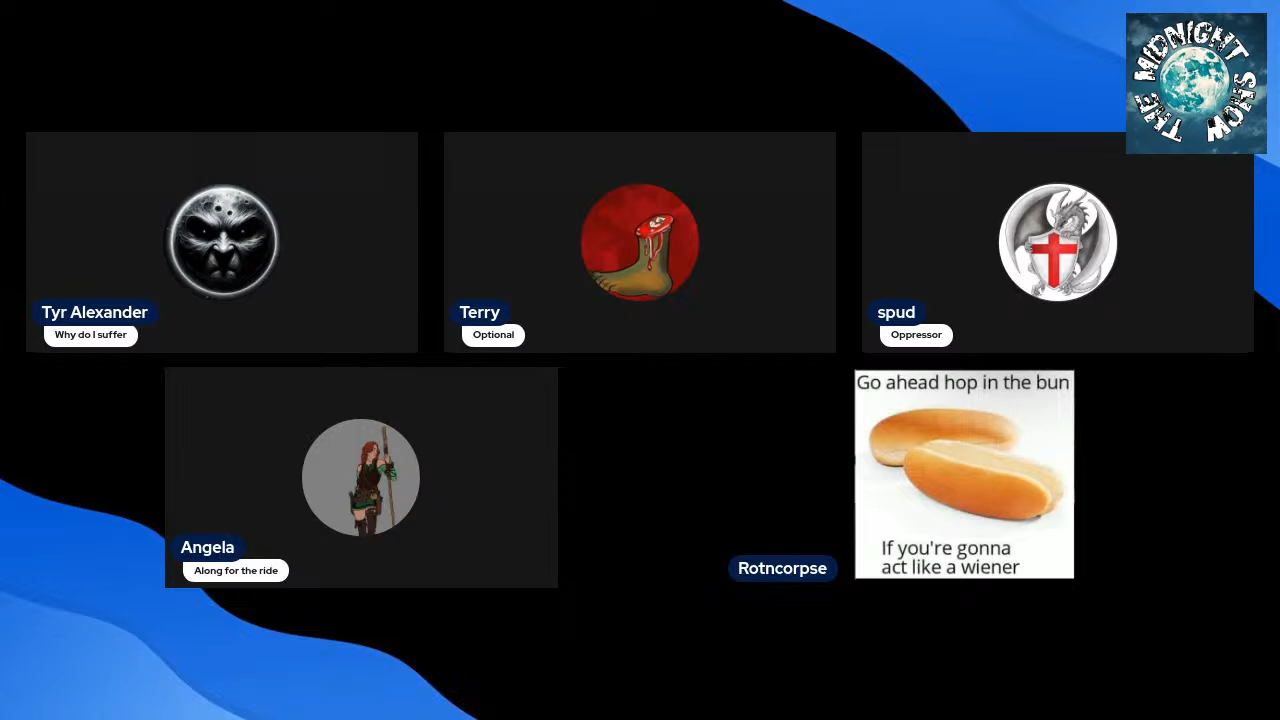 THE MIDNIGHT SHOW
Tyr Alexander
Why do I suffer
Terry
Optional
spud
Oppressor
Angela
Along for the ride
Rotncorpse
Go ahead hop in the bun
If you're gonna
act like a wiener